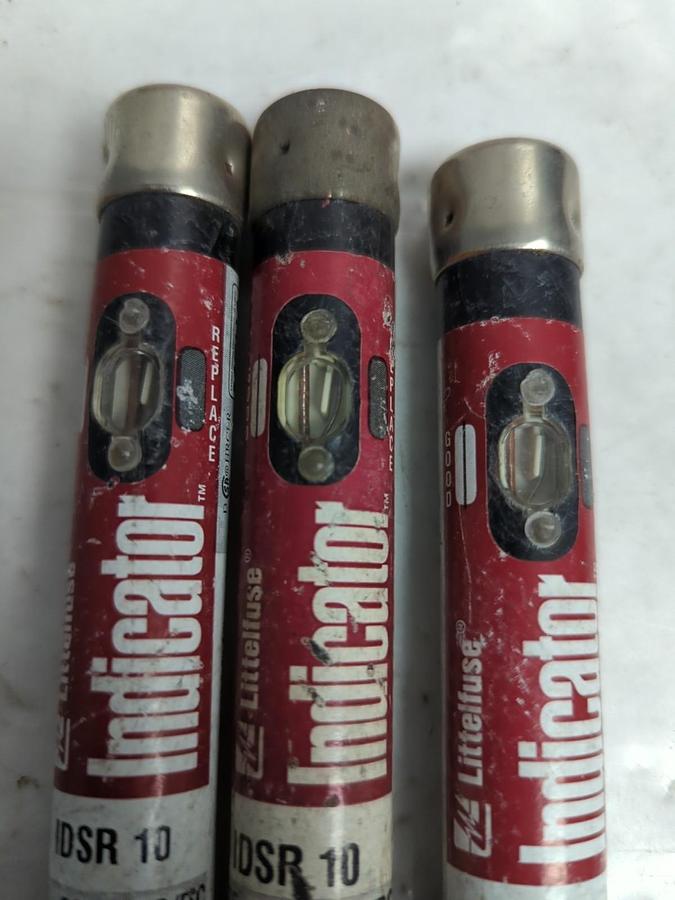 REPLACE
Littelfuse
Indicator™
IDSR 10
Littelfuse®
Indicator™
IDSR 10
GOOD
Littelfuse®
Indicator